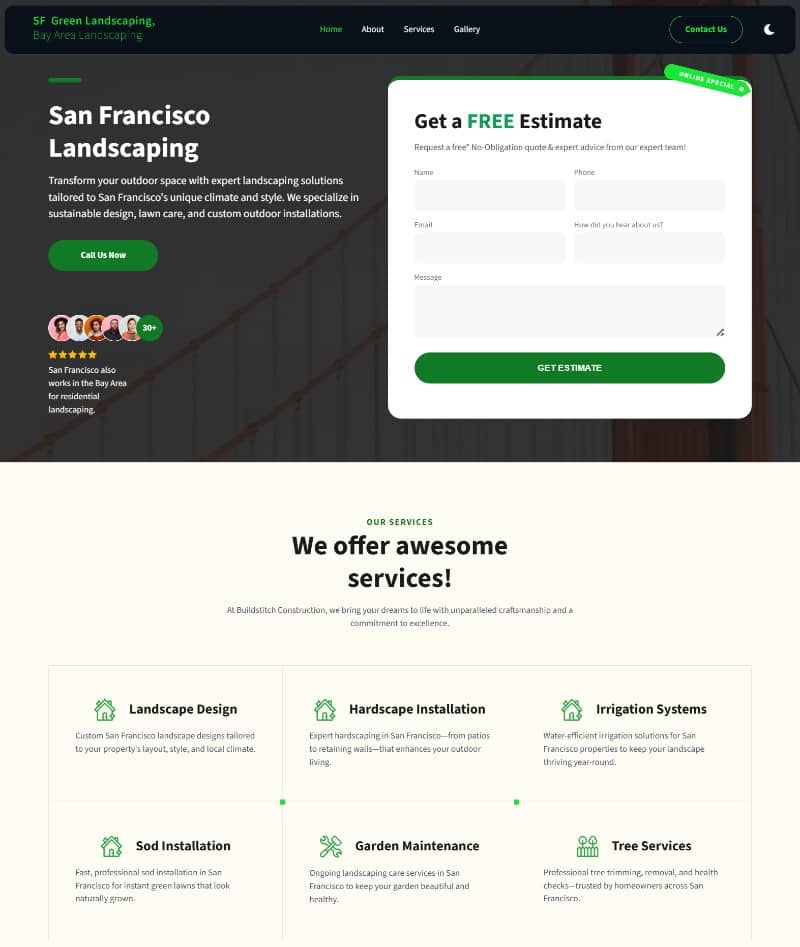 SF Green Landscaping,
Bay Area Landscaping
Home About Services Gallery
Contact Us
San Francisco
Landscaping
Transform your outdoor space with expert landscaping solutions
tailored to San Francisco's unique climate and style. We specialize in
sustainable design, lawn care, and custom outdoor installations.
Call Us Now
30+
San Francisco also
works in the Bay Area
for residential
landscaping.
ONLINE SPECIAL
Get a FREE Estimate
Request a free* No-Obligation quote & expert advice from our expert team!
Name Phone
Email How did you hear about us?
Message
GET ESTIMATE
OUR SERVICES
We offer awesome
services!
At Buildstitch Construction, we bring your dreams to life with unparalleled craftsmanship and a
commitment to excellence.
Landscape Design
Custom San Francisco landscape designs tailored
to your property's layout, style, and local climate.
Hardscape Installation
Expert hardscaping in San Francisco—from patios
to retaining walls—that enhances your outdoor
living.
Irrigation Systems
Water-efficient irrigation solutions for San
Francisco properties to keep your landscape
thriving year-round.
Sod Installation
Fast, professional sod installation in San
Francisco for instant green lawns that look
naturally grown.
Garden Maintenance
Ongoing landscaping care services in San
Francisco to keep your garden beautiful and
healthy.
Tree Services
Professional tree trimming, removal, and health
checks—trusted by homeowners across San
Francisco.